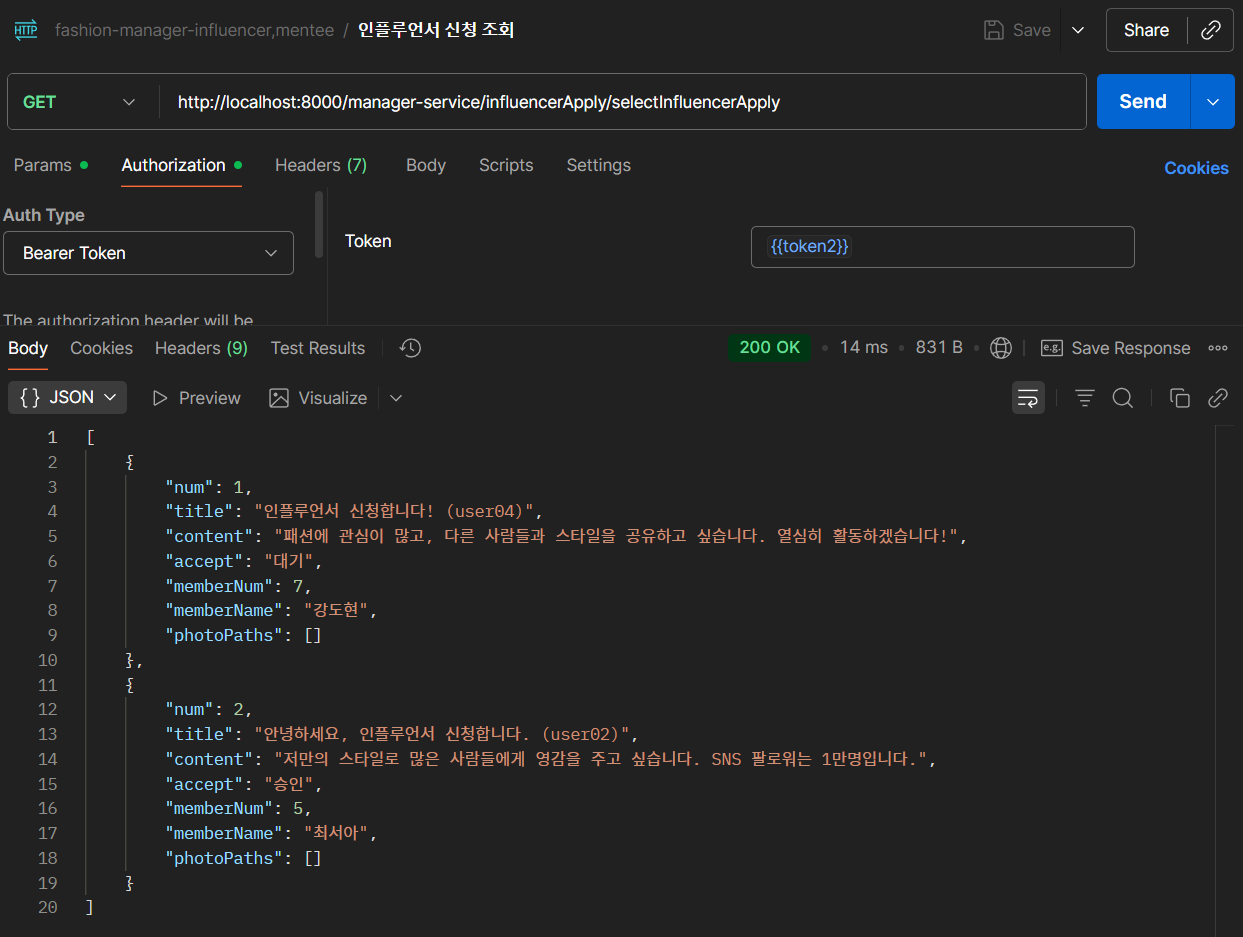 HTTP fashion-manager-influencer,mentee / 인플루언서 신청 조회 Save Share
GET http://localhost:8000/manager-service/influencerApply/selectInfluencerApply Send
Params Authorization Headers (7) Body Scripts Settings Cookies
Auth Type
Bearer Token
Token {{token2}}
The authorization header will be
Body Cookies Headers (9) Test Results 200 OK 14 ms 831 B e.g. Save Response
{} JSON Preview Visualize
1 [
2 {
3 "num": 1,
4 "title": "인플루언서 신청합니다! (user04)",
5 "content": "패션에 관심이 많고, 다른 사람들과 스타일을 공유하고 싶습니다. 열심히 활동하겠습니다!",
6 "accept": "대기",
7 "memberNum": 7,
8 "memberName": "강도현",
9 "photoPaths": []
10 },
11 {
12 "num": 2,
13 "title": "안녕하세요, 인플루언서 신청합니다. (user02)",
14 "content": "저만의 스타일로 많은 사람들에게 영감을 주고 싶습니다. SNS 팔로워는 1만명입니다.",
15 "accept": "승인",
16 "memberNum": 5,
17 "memberName": "최서아",
18 "photoPaths": []
19 }
20 ]